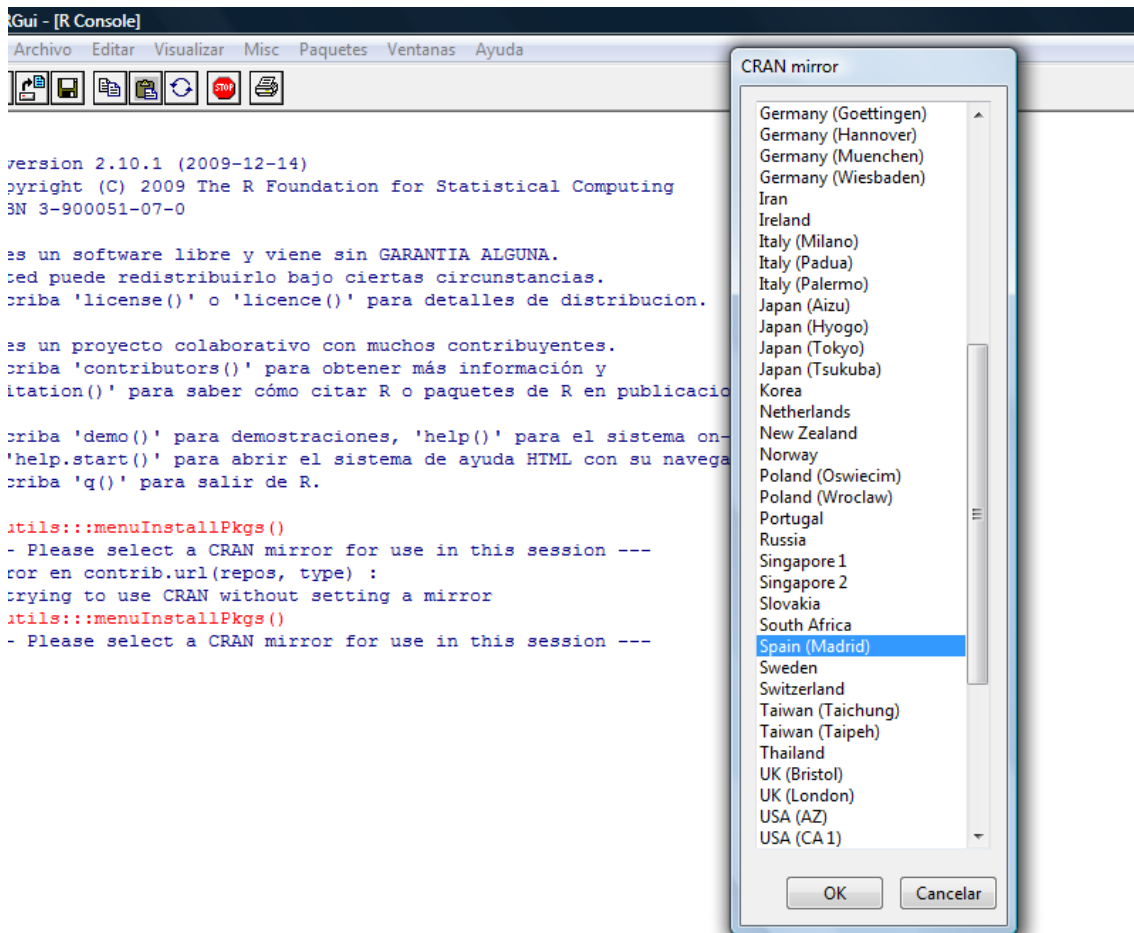 RGui - [R Console]
Archivo Editar Visualizar Misc Paquetes Ventanas Ayuda
STOP
version 2.10.1 (2009-12-14)
pyright (C) 2009 The R Foundation for Statistical Computing
BN 3-900051-07-0
es un software libre y viene sin GARANTIA ALGUNA.
ted puede redistribuirlo bajo ciertas circunstancias.
criba 'license()' o 'licence()' para detalles de distribucion.
es un proyecto colaborativo con muchos contribuyentes.
criba 'contributors()' para obtener más información y
itation()' para saber cómo citar R o paquetes de R en publicacio
criba 'demo()' para demostraciones, 'help()' para el sistema on-
'help.start()' para abrir el sistema de ayuda HTML con su navega
criba 'q()' para salir de R.
utils:::menuInstallPkgs()
- Please select a CRAN mirror for use in this session ---
ror en contrib.url(repos, type) :
trying to use CRAN without setting a mirror
utils:::menuInstallPkgs()
- Please select a CRAN mirror for use in this session ---
CRAN mirror
Germany (Goettingen)
Germany (Hannover)
Germany (Muenchen)
Germany (Wiesbaden)
Iran
Ireland
Italy (Milano)
Italy (Padua)
Italy (Palermo)
Japan (Aizu)
Japan (Hyogo)
Japan (Tokyo)
Japan (Tsukuba)
Korea
Netherlands
New Zealand
Norway
Poland (Oswiecim)
Poland (Wroclaw)
Portugal
Russia
Singapore 1
Singapore 2
Slovakia
South Africa
Spain (Madrid)
Sweden
Switzerland
Taiwan (Taichung)
Taiwan (Taipeh)
Thailand
UK (Bristol)
UK (London)
USA (AZ)
USA (CA 1)
OK Cancelar